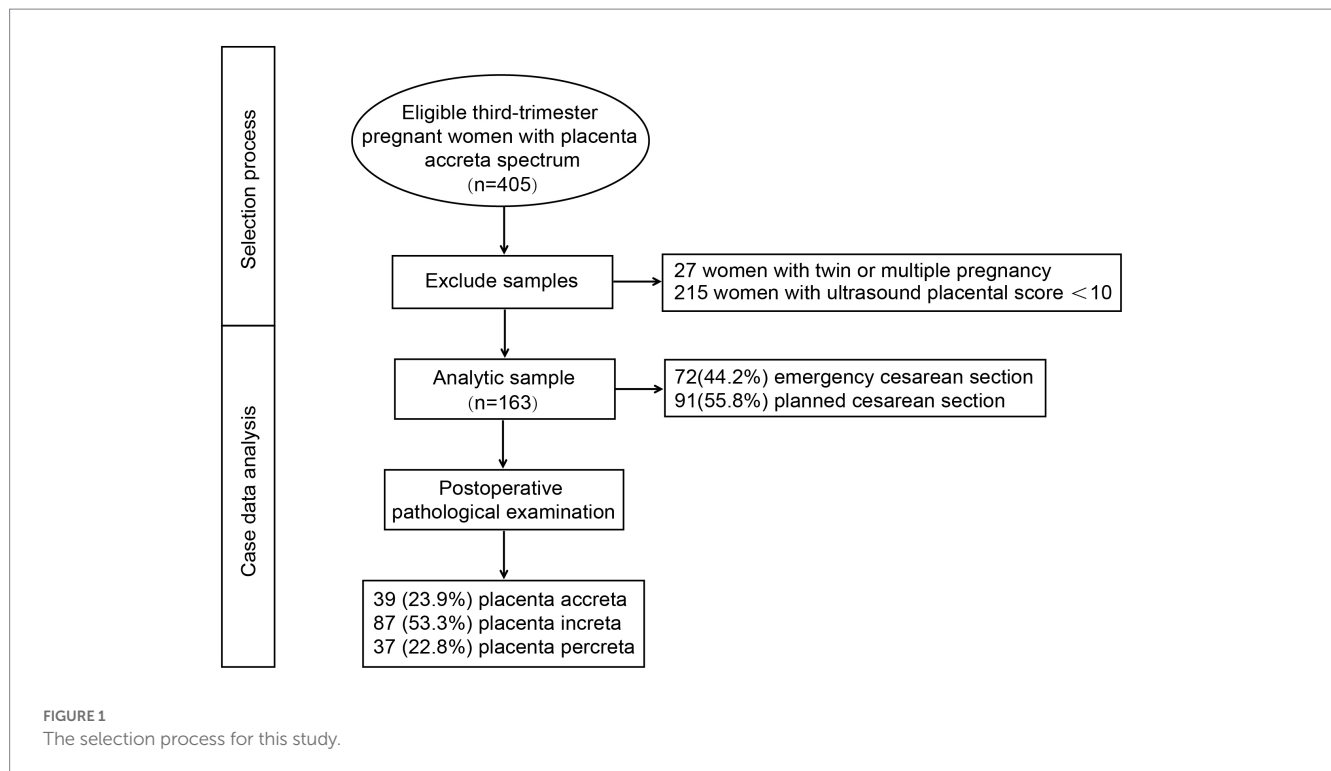 Selection process
Eligible third-trimester
pregnant women with placenta
accreta spectrum
(n=405)
Exclude samples
27 women with twin or multiple pregnancy
215 women with ultrasound placental score <10
Case data analysis
Analytic sample
(n=163)
72(44.2%) emergency cesarean section
91(55.8%) planned cesarean section
Postoperative
pathological examination
39 (23.9%) placenta accreta
87 (53.3%) placenta increta
37 (22.8%) placenta percreta
FIGURE 1
The selection process for this study.